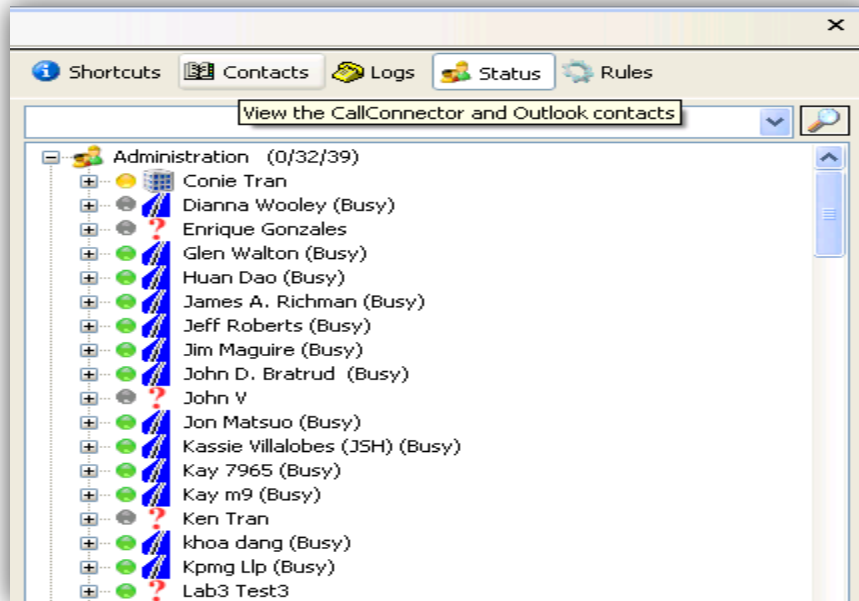 Shortcuts Contacts Logs Status Rules
View the CallConnector and Outlook contacts
Administration (0/32/39)
Conie Tran
Dianna Wooley (Busy)
? Enrique Gonzales
Glen Walton (Busy)
Huan Dao (Busy)
James A. Richman (Busy)
Jeff Roberts (Busy)
Jim Maguire (Busy)
John D. Bratrud (Busy)
? John V
Jon Matsuo (Busy)
Kassie Villalobes (JSH) (Busy)
Kay 7965 (Busy)
Kay m9 (Busy)
? Ken Tran
khoa dang (Busy)
Kpmg Llp (Busy)
? Lab3 Test3